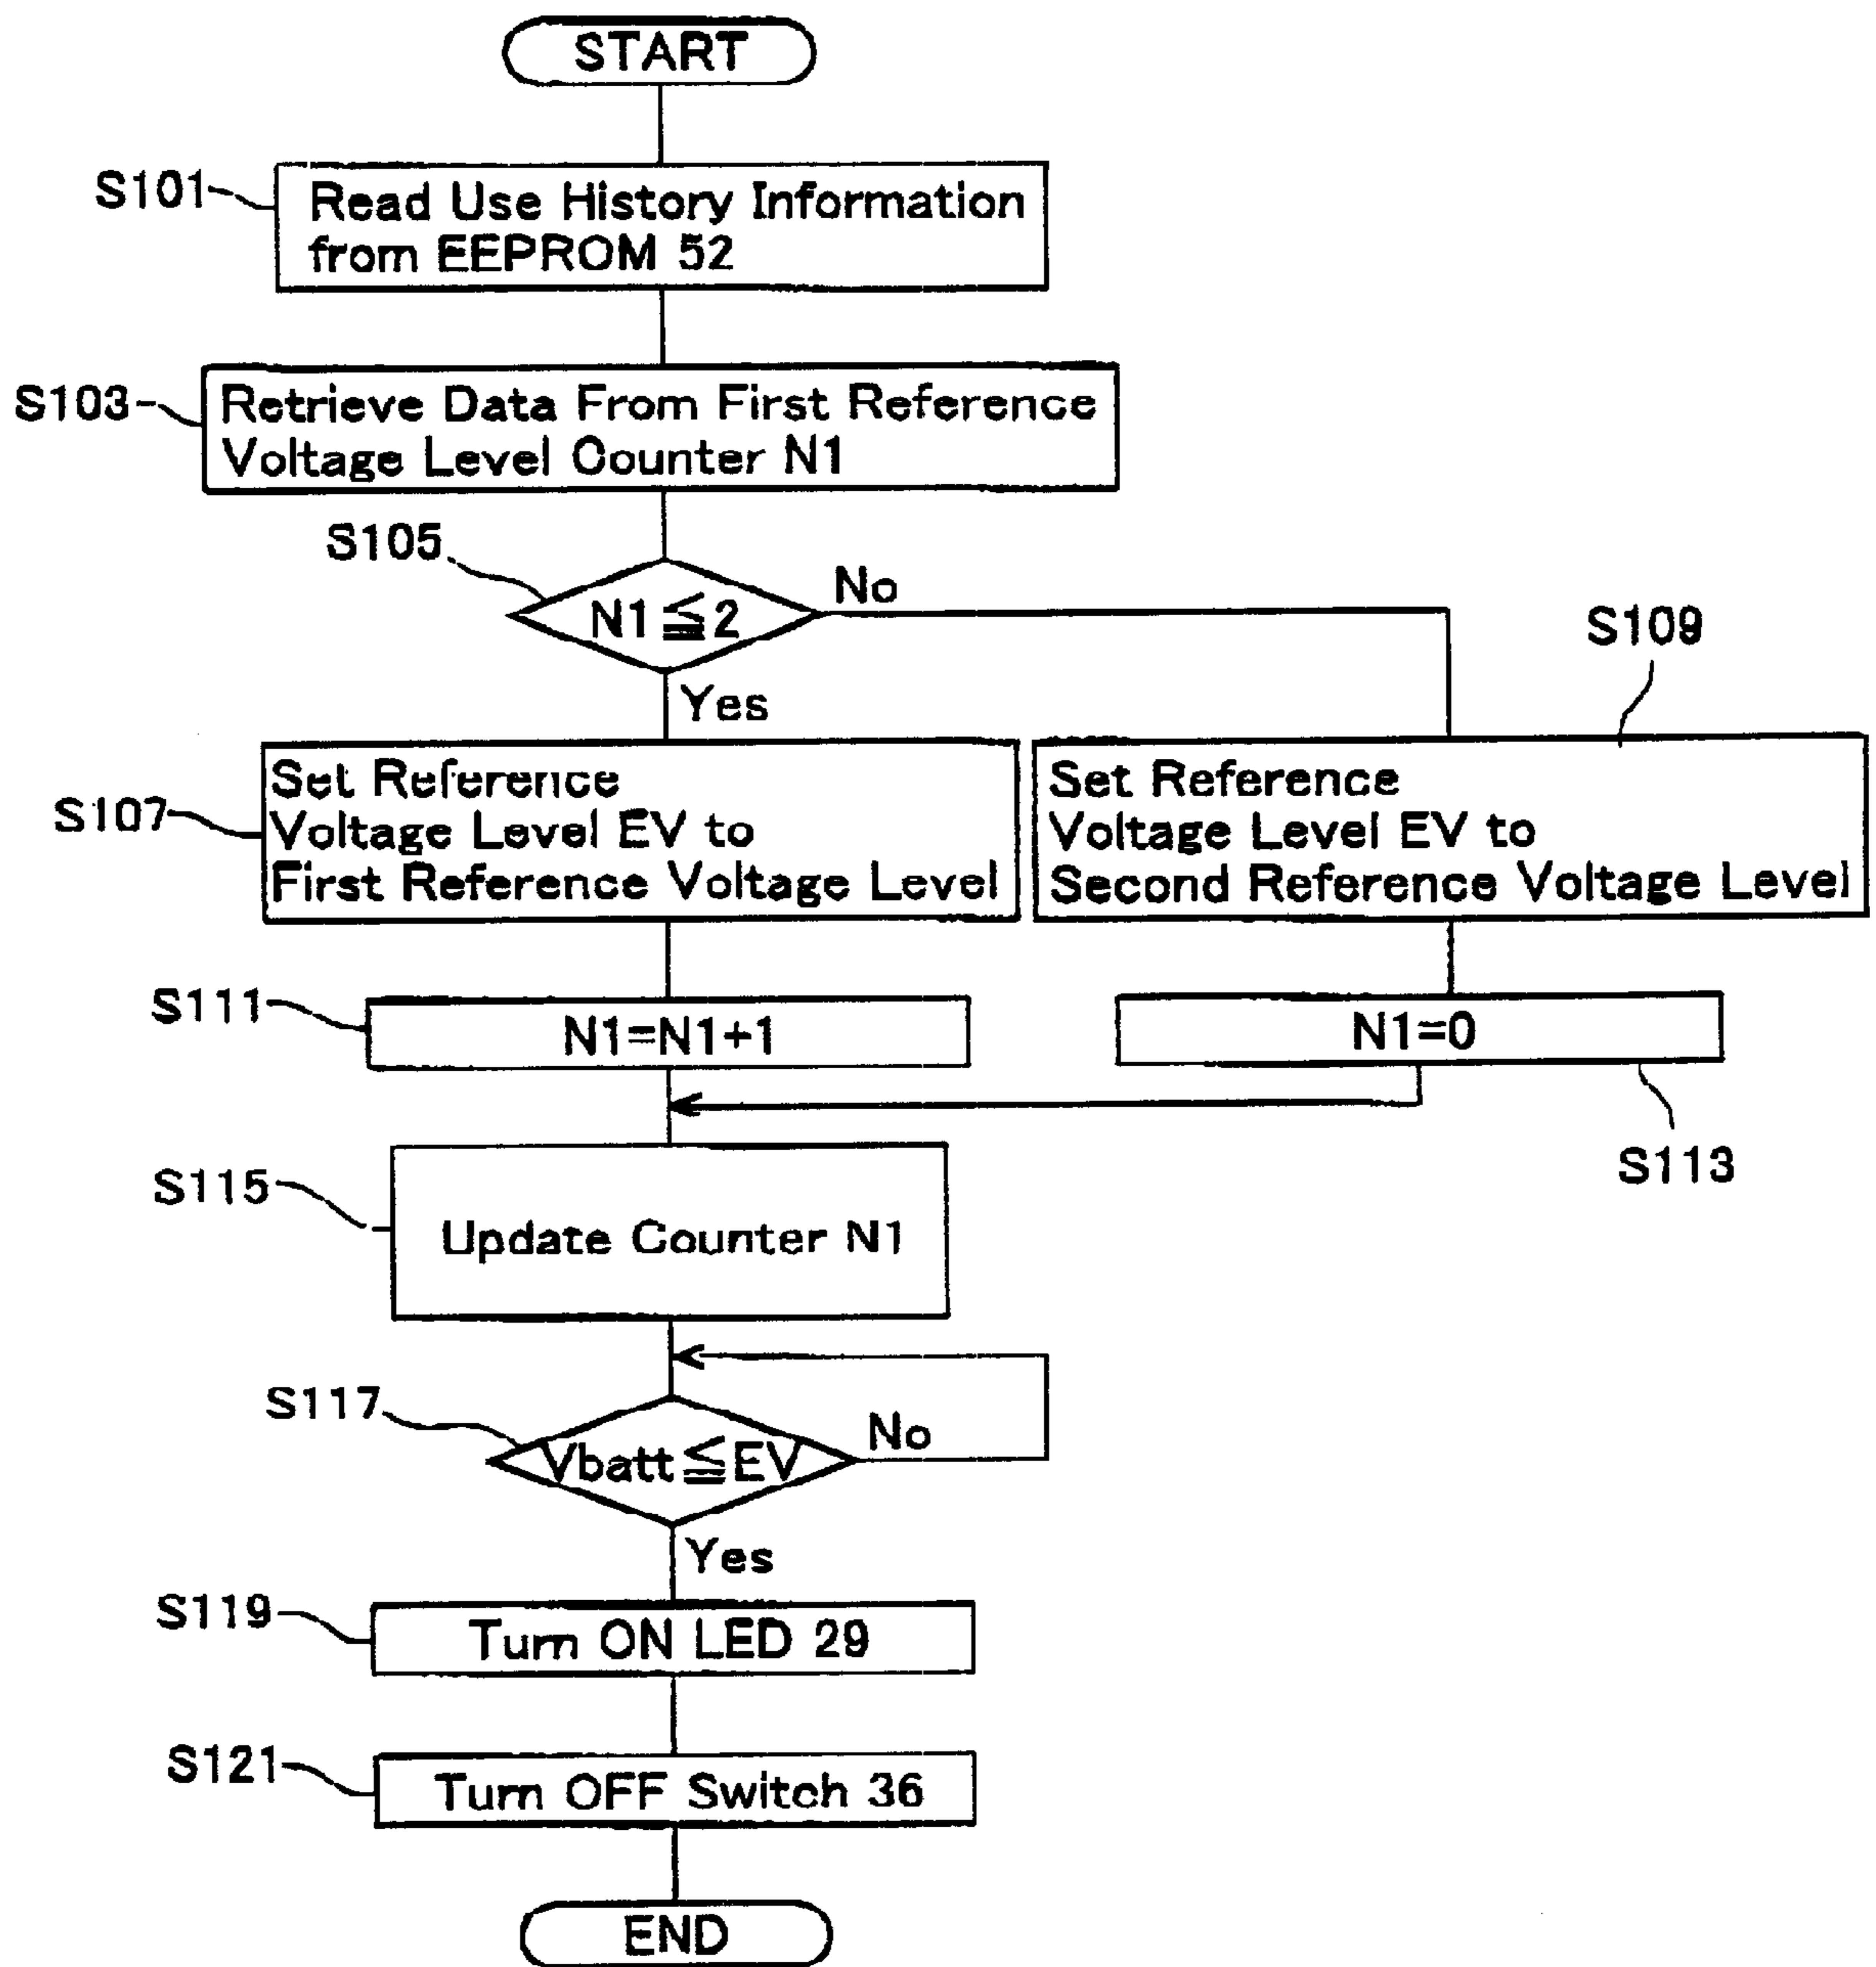 START
S101
Read Use History Information
from EEPROM 52
S103
Retrieve Data From First Reference
Voltage Level Counter N1
S105
N1≦2
No
Yes
S109
S107
Set Reference
Voltage Level EV to
First Reference Voltage Level
Set Reference
Voltage Level EV to
Second Reference Voltage Level
S111
N1=N1+1
N1=0
S113
S115
Update Counter N1
S117
Vbatt≦EV
No
Yes
S119
Turn ON LED 29
S121
Turn OFF Switch 36
END